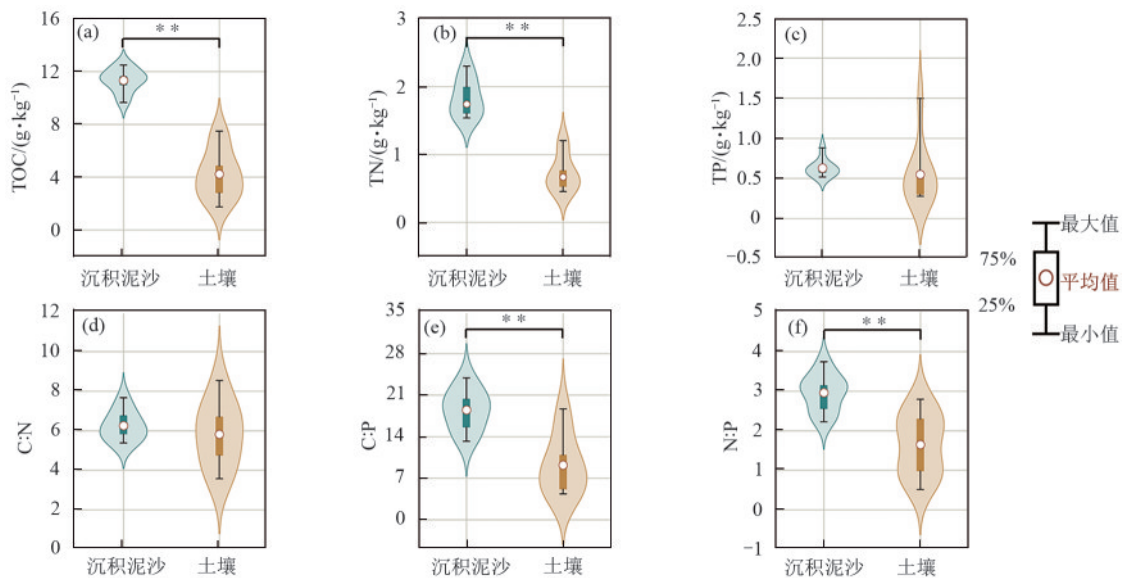 (a)
* *
TOC/(g•kg⁻¹)
16
12
8
4
0
沉积泥沙
土壤
(b)
* *
TN/(g•kg⁻¹)
3
2
1
0
沉积泥沙
土壤
(c)
TP/(g•kg⁻¹)
2.5
2.0
1.5
1.0
0.5
0
−0.5
沉积泥沙
土壤
最大值
75%
平均值
25%
最小值
(d)
C:N
12
10
8
6
4
2
0
沉积泥沙
土壤
(e)
* *
C:P
35
28
21
14
7
0
沉积泥沙
土壤
(f)
* *
N:P
5
4
3
2
1
0
−1
沉积泥沙
土壤